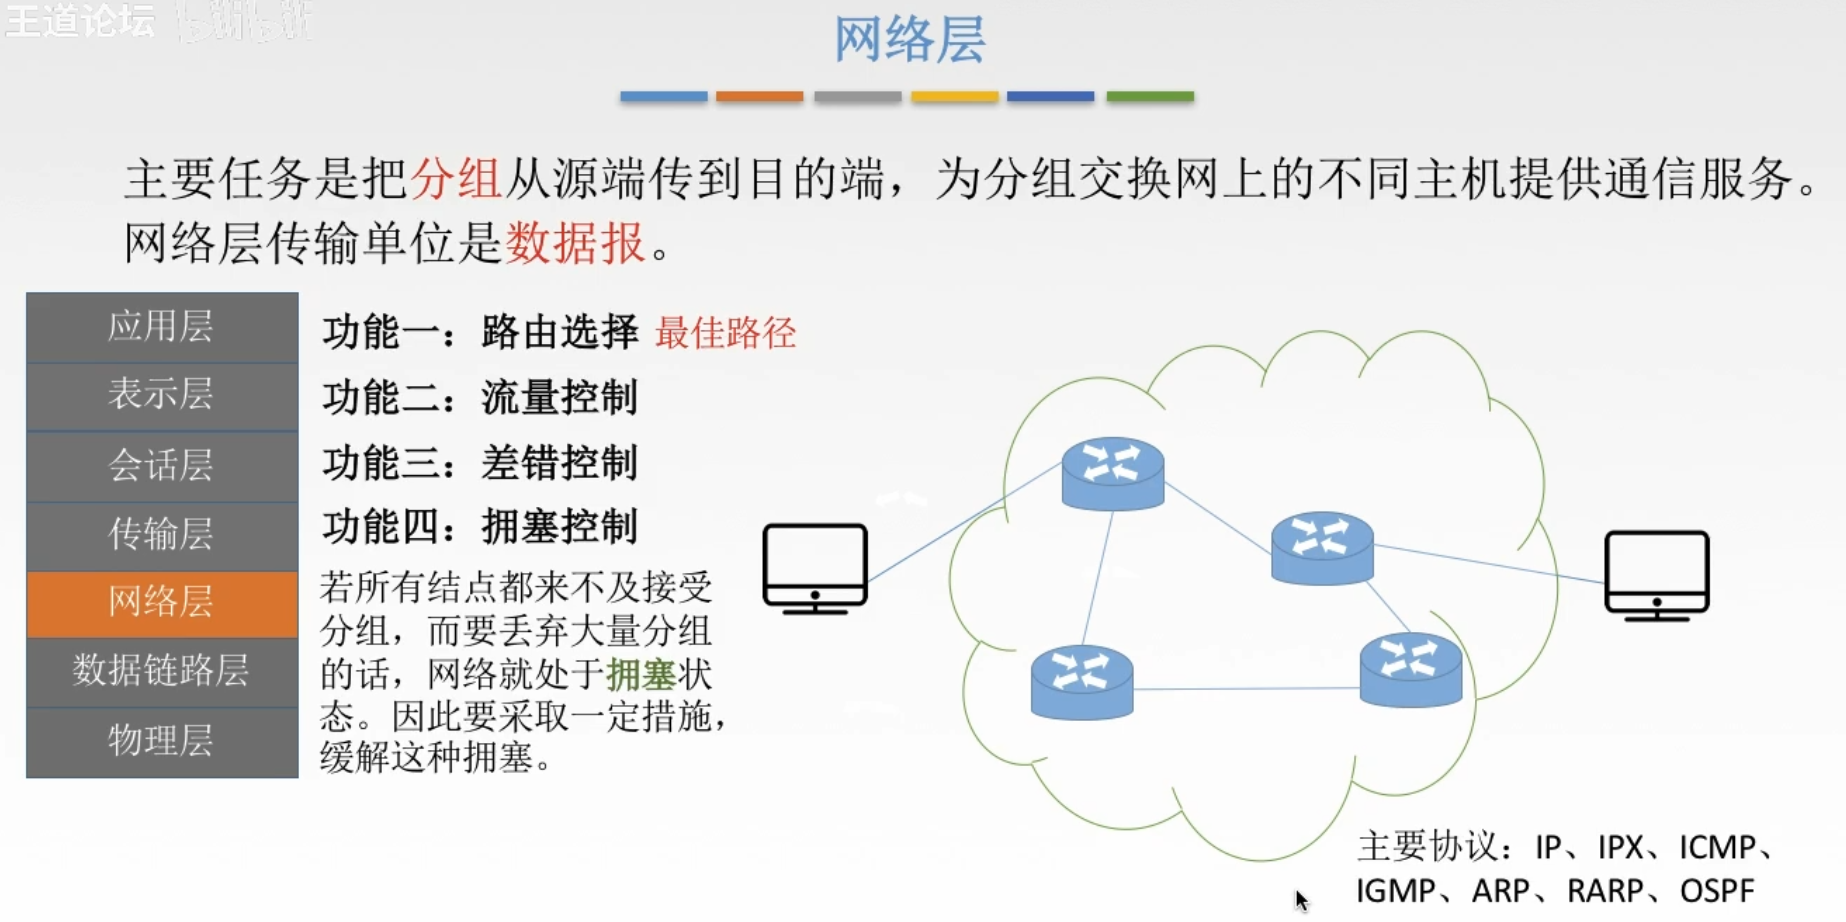 王道论坛 bilibili
网络层
主要任务是把分组从源端传到目的端，为分组交换网上的不同主机提供通信服务。
网络层传输单位是数据报。
应用层
表示层
会话层
传输层
网络层
数据链路层
物理层
功能一：路由选择 最佳路径
功能二：流量控制
功能三：差错控制
功能四：拥塞控制
若所有结点都来不及接受
分组，而要丢弃大量分组
的话，网络就处于拥塞状
态。因此要采取一定措施，
缓解这种拥塞。
主要协议：IP、IPX、ICMP、
IGMP、ARP、RARP、OSPF